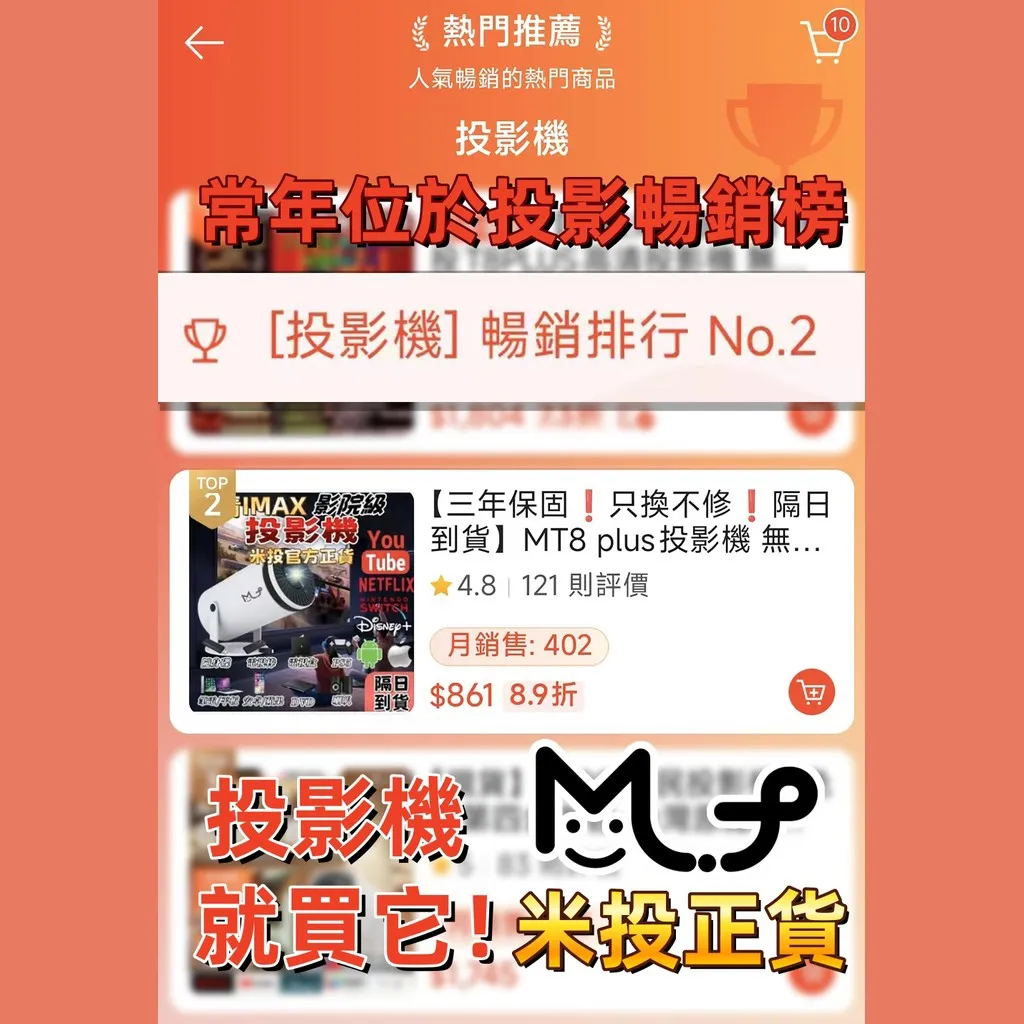 熱門推薦
10
人氣暢銷的熱門商品
投影機
常年位於投影暢銷榜
[投影機] 暢銷排行 No.2
TOP
2
IMAX 影院級
投影機
米投官方正貨
You
Tube
NETFLIX
NINTENDO
SWITCH
Disney+
隔日
到貨
【三年保固❗只換不修❗隔日
到貨】MT8 plus投影機 無...
4.8 | 121 則評價
月銷售: 402
$861 8.9折
投影機
就買它!
米投正貨